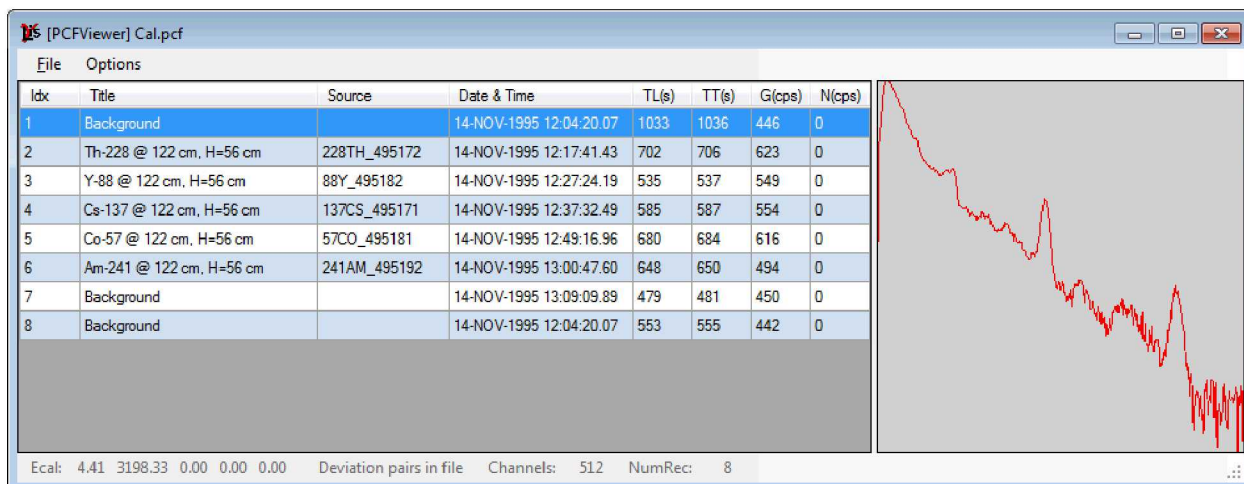 [PCFViewer] Cal.pcf
File Options
Idx Title Source Date & Time TL(s) TT(s) G(cps) N(cps)
1 Background 14-NOV-1995 12:04:20.07 1033 1036 446 0
2 Th-228 @ 122 cm, H=56 cm 228TH_495172 14-NOV-1995 12:17:41.43 702 706 623 0
3 Y-88 @ 122 cm, H=56 cm 88Y_495182 14-NOV-1995 12:27:24.19 535 537 549 0
4 Cs-137 @ 122 cm, H=56 cm 137CS_495171 14-NOV-1995 12:37:32.49 585 587 554 0
5 Co-57 @ 122 cm, H=56 cm 57CO_495181 14-NOV-1995 12:49:16.96 680 684 616 0
6 Am-241 @ 122 cm, H=56 cm 241AM_495192 14-NOV-1995 13:00:47.60 648 650 494 0
7 Background 14-NOV-1995 13:09:09.89 479 481 450 0
8 Background 14-NOV-1995 12:04:20.07 553 555 442 0
Ecal: 4.41 3198.33 0.00 0.00 0.00 Deviation pairs in file Channels: 512 NumRec: 8